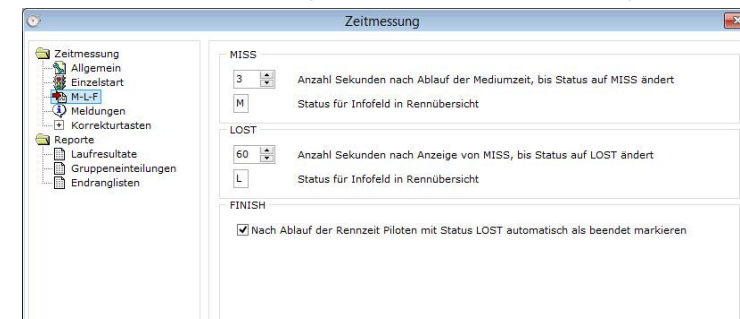 Zeitmessung
Zeitmessung
Allgemein
Einzelstart
M-L-F
Meldungen
Korrekturtasten
Reporte
Laufresultate
Gruppeneinteilungen
Endranglisten
MISS
3 Anzahl Sekunden nach Ablauf der Mediumzeit, bis Status auf MISS ändert
M Status für Infofeld in Rennübersicht
LOST
60 Anzahl Sekunden nach Anzeige von MISS, bis Status auf LOST ändert
L Status für Infofeld in Rennübersicht
FINISH
Nach Ablauf der Rennzeit Piloten mit Status LOST automatisch als beendet markieren